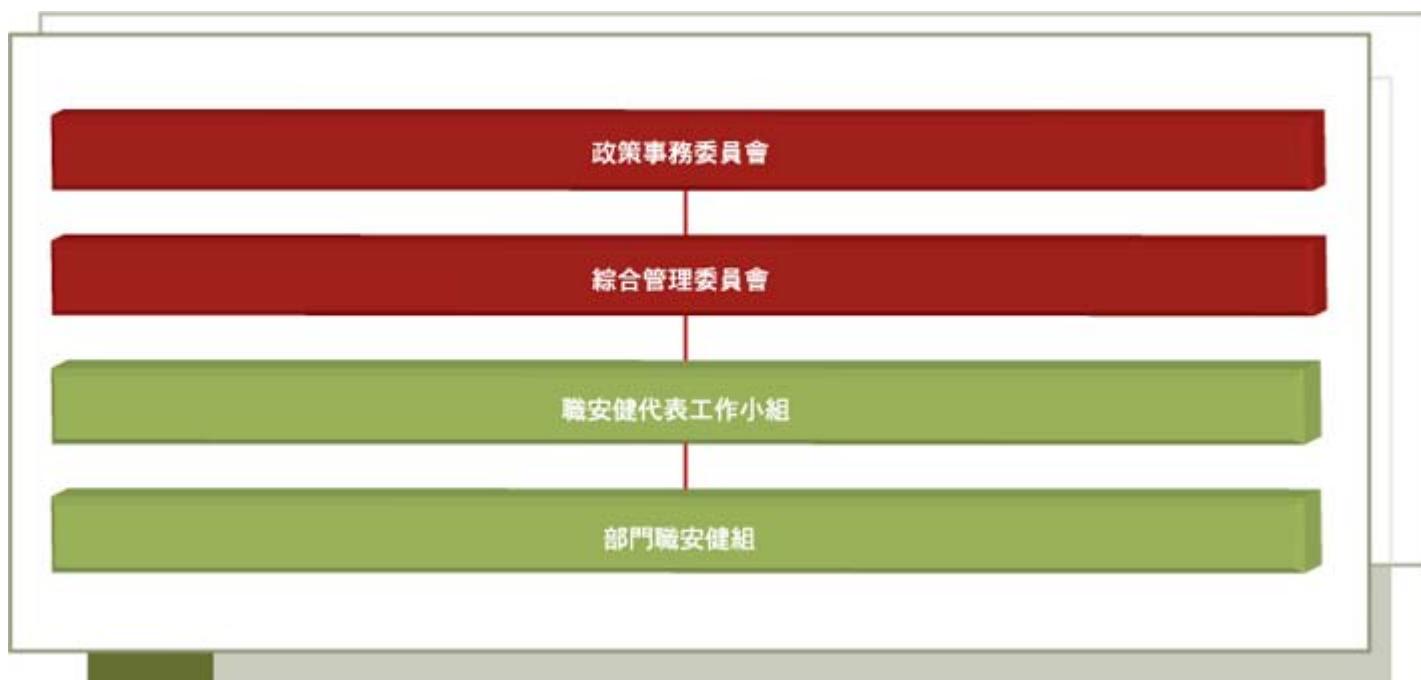 政策事務委員會
綜合管理委員會
職安健代表工作小組
部門職安健組